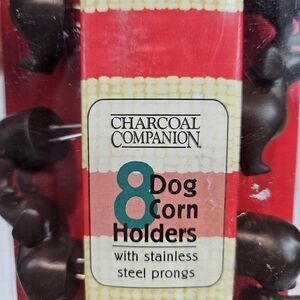 CHARCOAL
COMPANION
8 Dog
Corn
Holders
with stainless
steel prongs